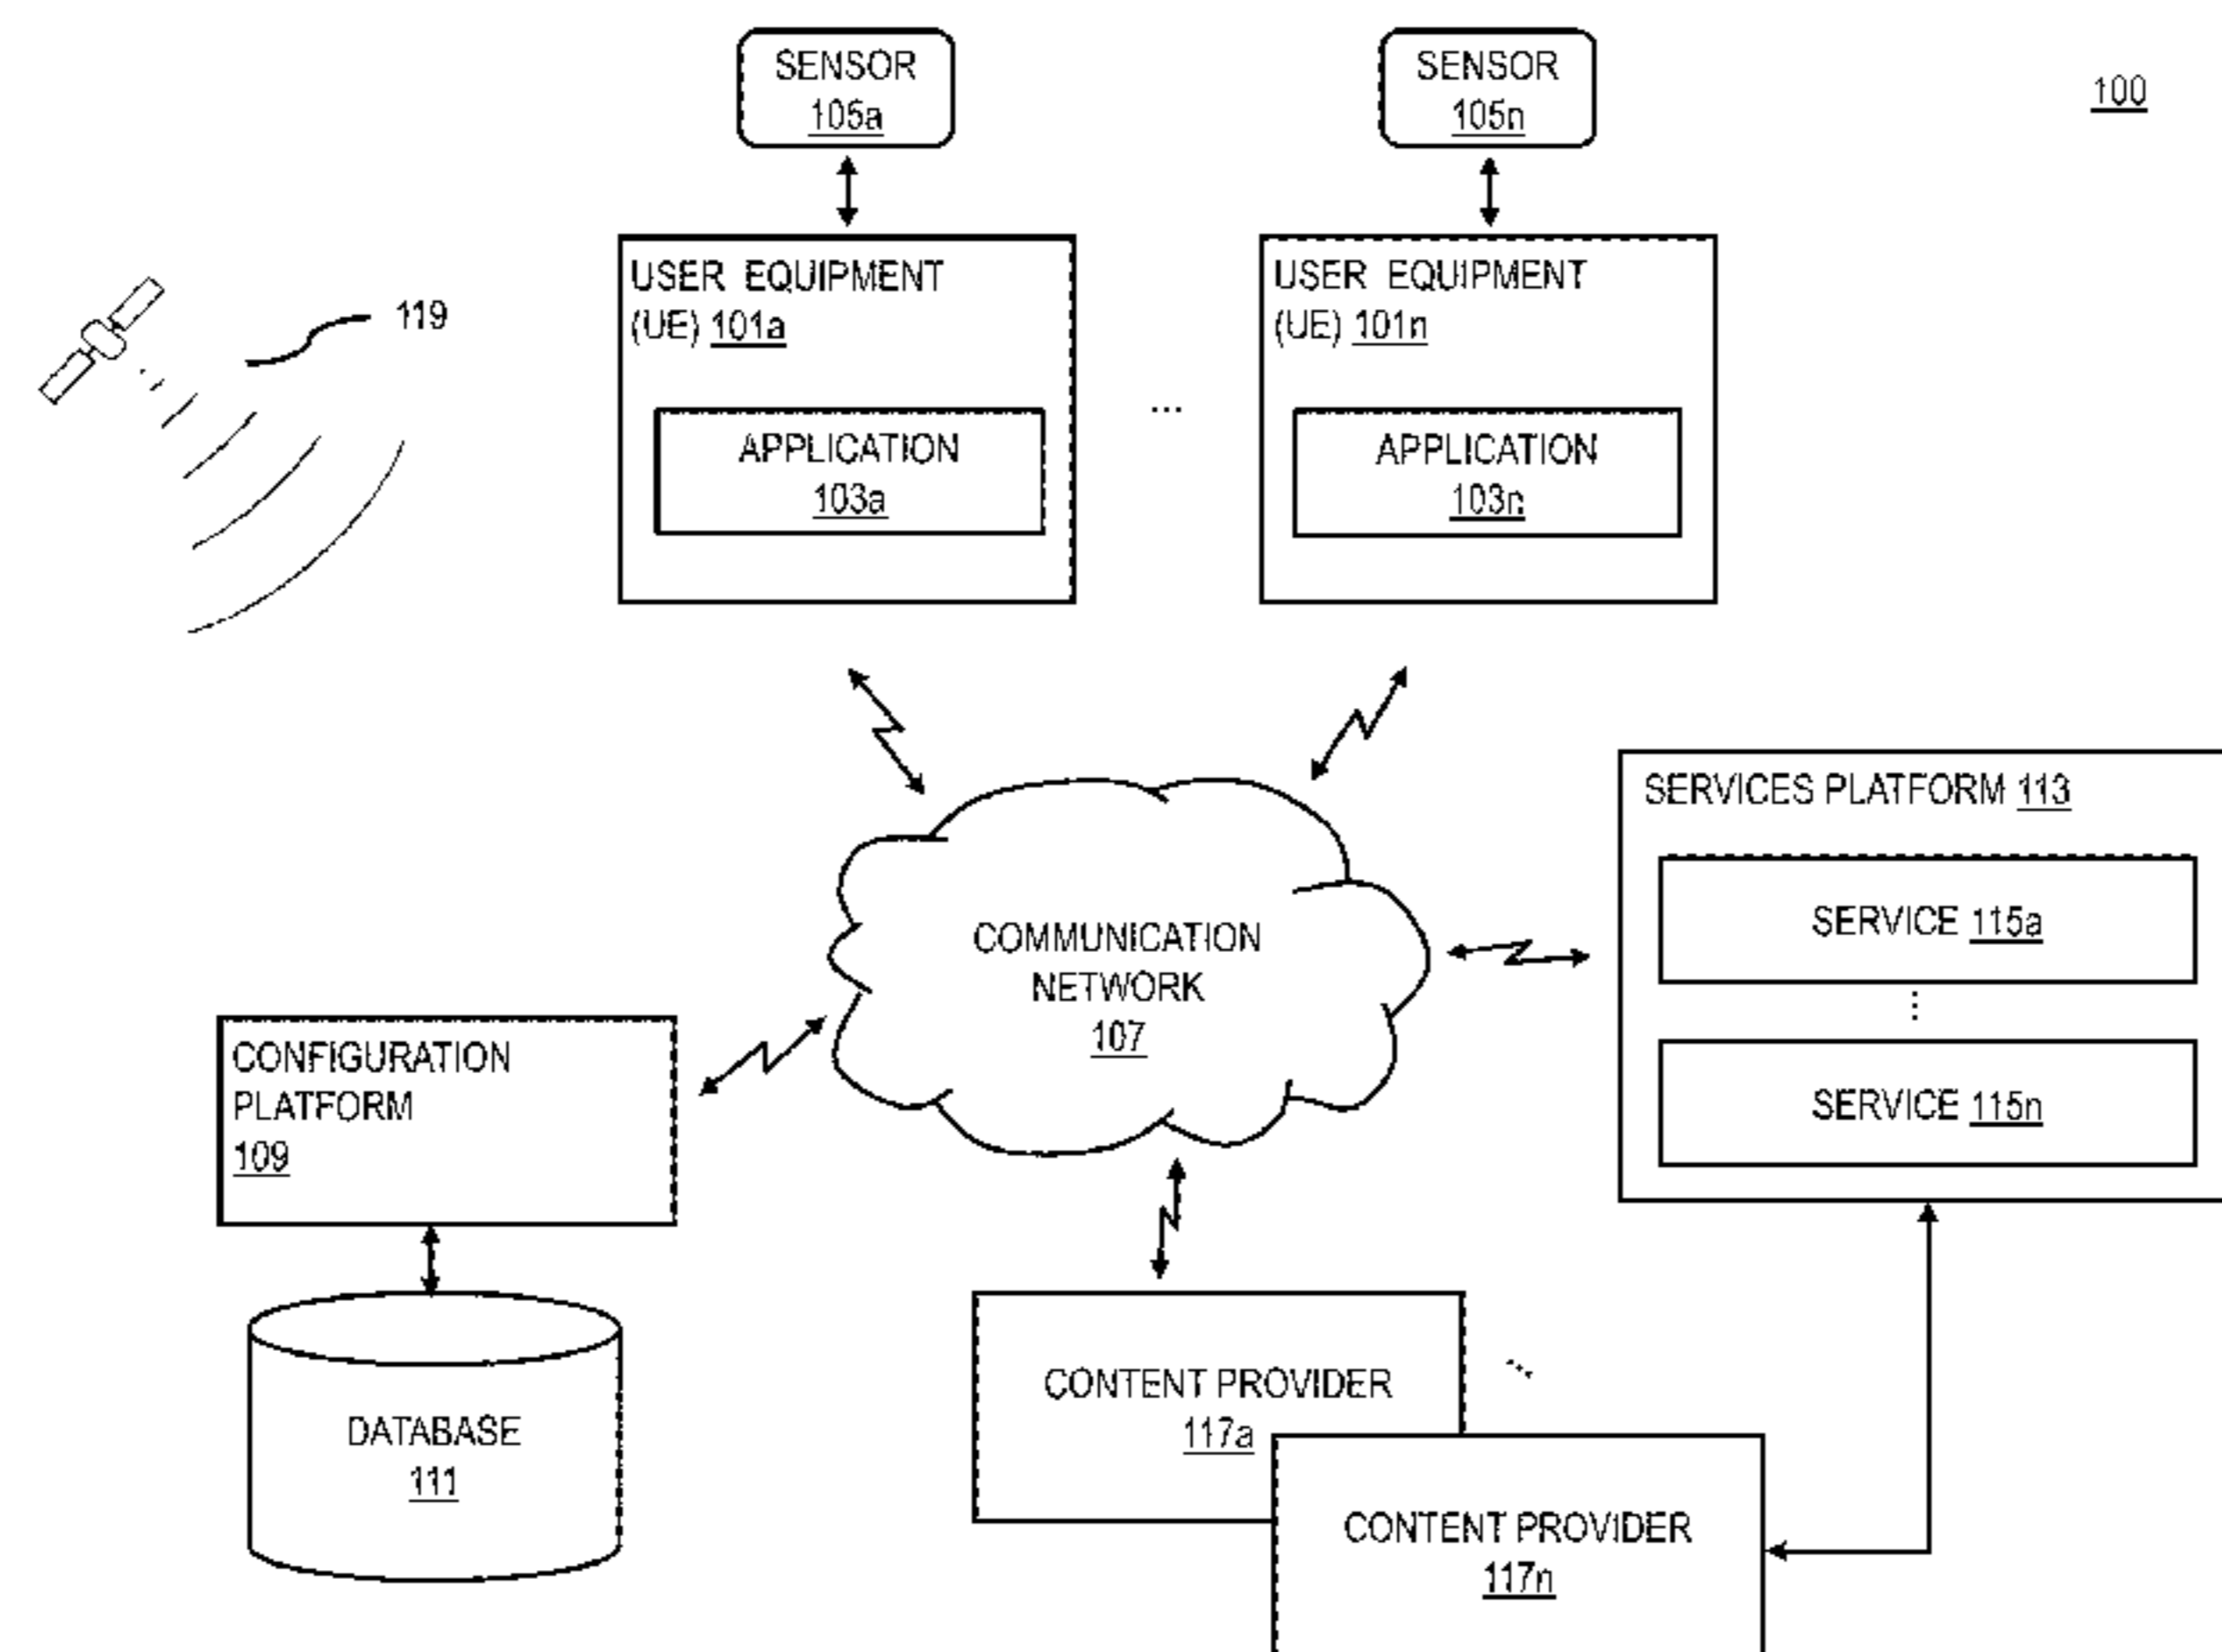 SENSOR
105a
SENSOR
105n
100
119
USER EQUIPMENT
(UE) 101a
APPLICATION
103a
...
USER EQUIPMENT
(UE) 101n
APPLICATION
103n
COMMUNICATION
NETWORK
107
SERVICES PLATFORM 113
SERVICE 115a
...
SERVICE 115n
CONFIGURATION
PLATFORM
109
DATABASE
111
CONTENT PROVIDER
117a
...
CONTENT PROVIDER
117n